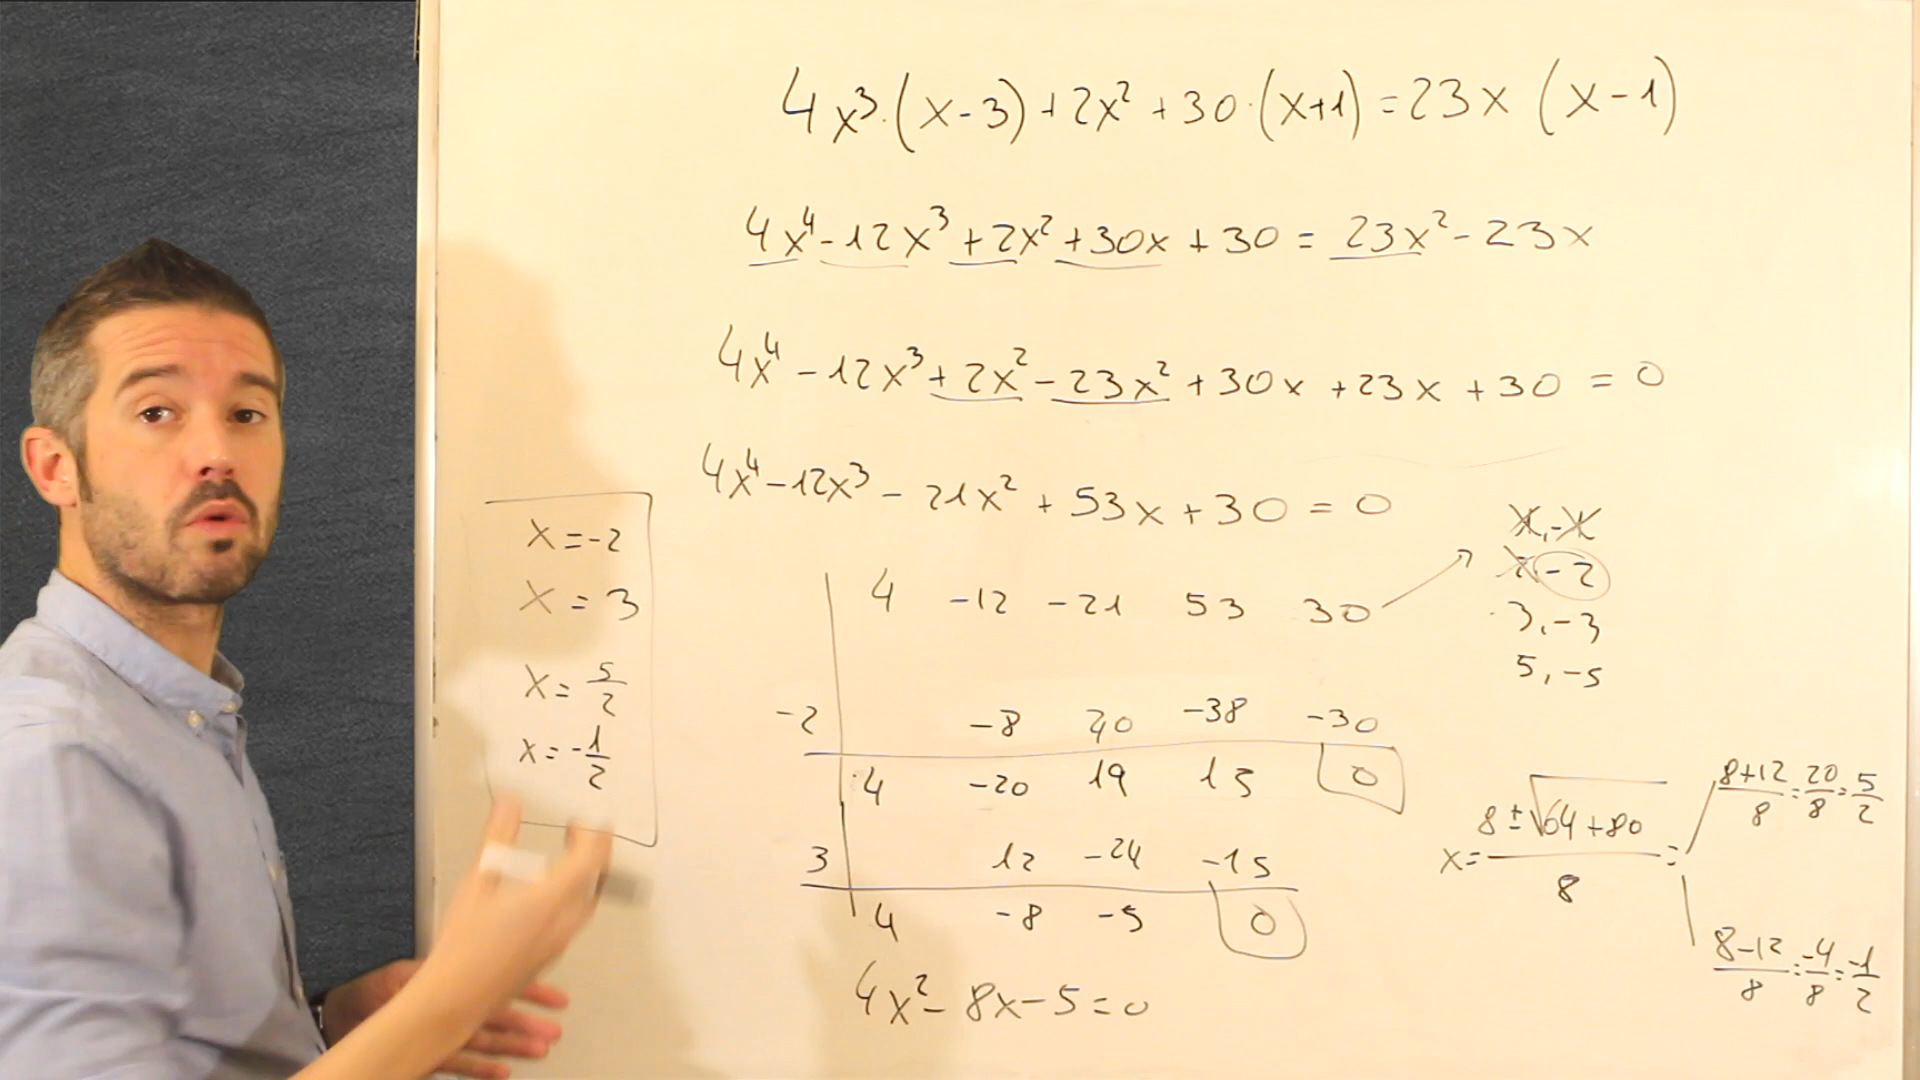 4x³·(x-3)+2x²+30·(x+1)=23x (x-1)
4x⁴-12x³+2x²+30x+30=23x²-23x
4x⁴-12x³+2x²-23x²+30x+23x+30=0
4x⁴-12x³-21x²+53x+30=0
x=-2
x=3
x=5/2
x=-1/2
4 -12 -21 53 30
-2 -8 40 -38 -30
4 -20 19 15 0
3 12 -24 -15
4 -8 -5 0
4x²-8x-5=0
1,-1
2,-2
3,-3
5,-5
x=(8±√64+80)/8=
8+12/8=20/8=5/2
8-12/8=-4/8=-1/2